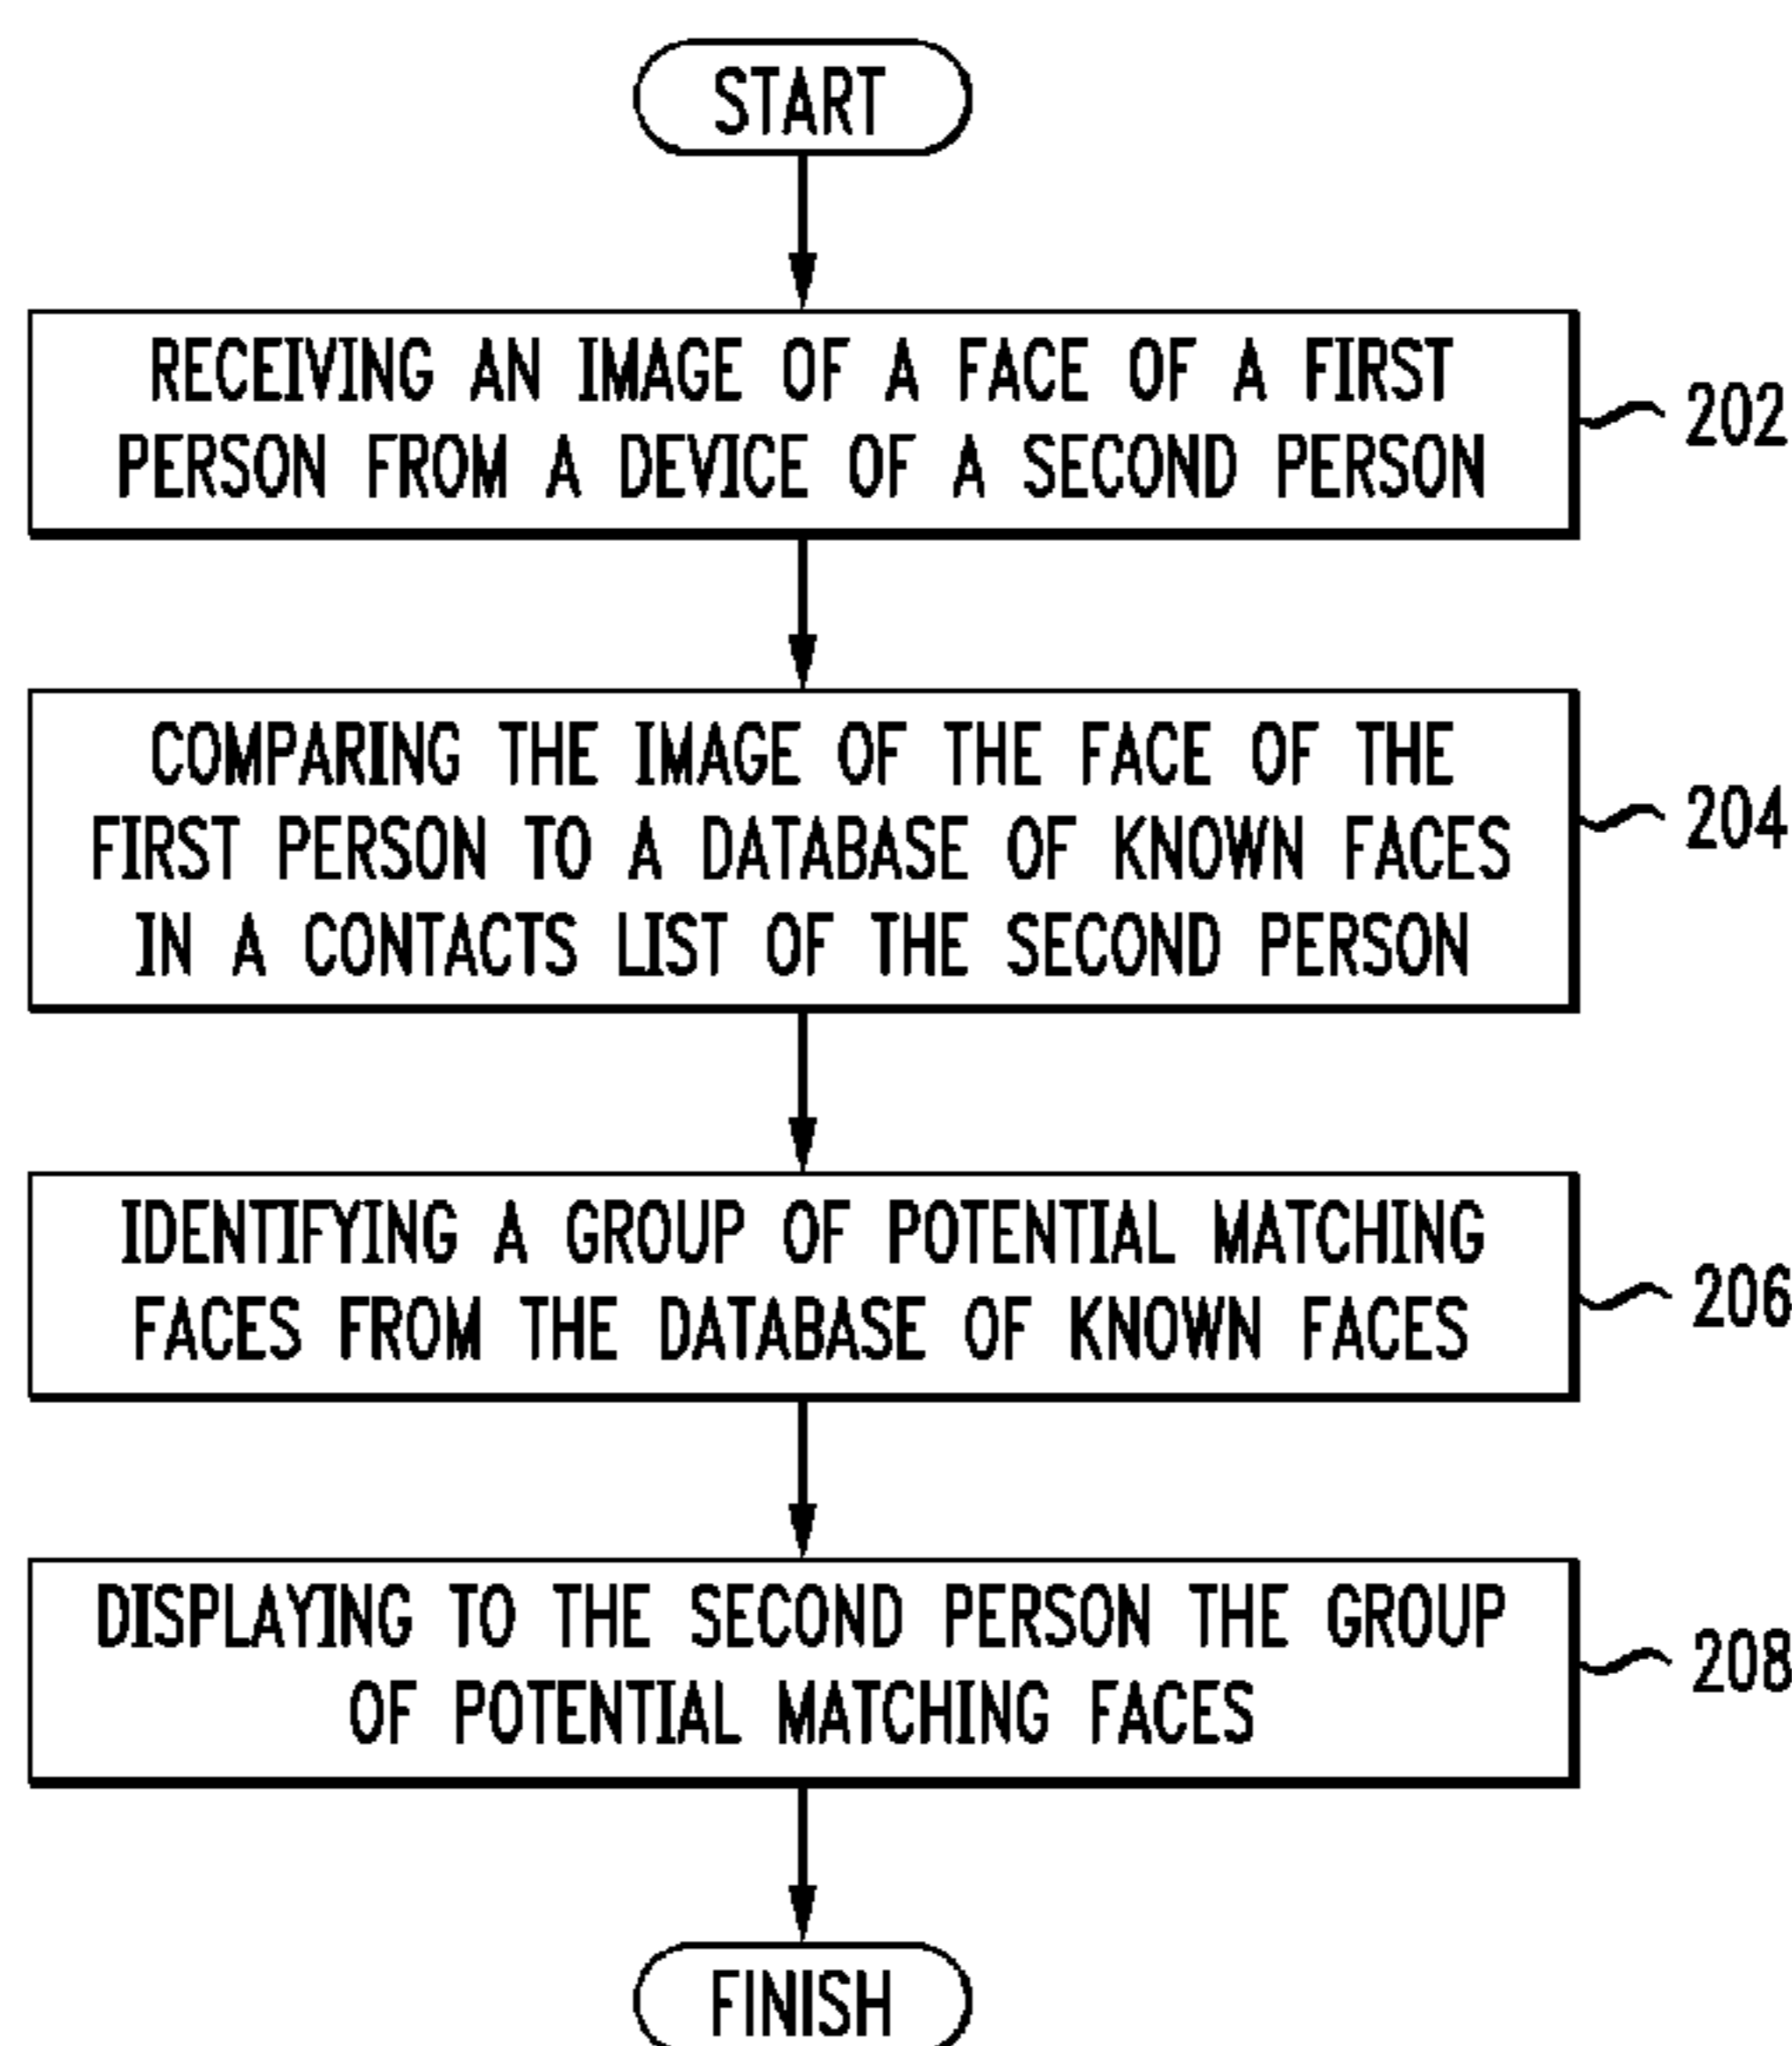 START
RECEIVING AN IMAGE OF A FACE OF A FIRST
PERSON FROM A DEVICE OF A SECOND PERSON
202
COMPARING THE IMAGE OF THE FACE OF THE
FIRST PERSON TO A DATABASE OF KNOWN FACES
IN A CONTACTS LIST OF THE SECOND PERSON
204
IDENTIFYING A GROUP OF POTENTIAL MATCHING
FACES FROM THE DATABASE OF KNOWN FACES
206
DISPLAYING TO THE SECOND PERSON THE GROUP
OF POTENTIAL MATCHING FACES
208
FINISH